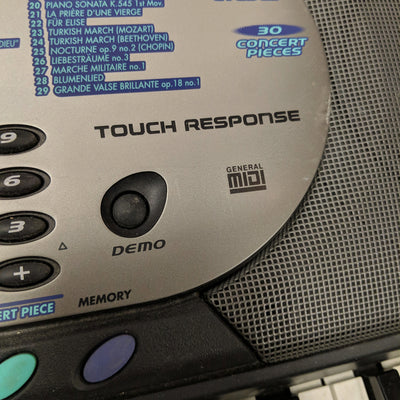 20 PIANO SONATA K.545 1st Mov.
21 LA PRIÈRE D'UNE VIERGE
22 FÜR ELISE
23 TURKISH MARCH (MOZART)
24 TURKISH MARCH (BEETHOVEN)
25 NOCTURNE op.9 no.2 (CHOPIN)
26 LIEBESTRÄUME no.3
27 MARCHE MILITAIRE no.1
28 BLUMENLIED
29 GRANDE VALSE BRILLANTE op.18 no.1
DIEU"
30
CONCERT
PIECES
TOUCH RESPONSE
GENERAL
MIDI
9
6
3
+
DEMO
ERT PIECE
MEMORY